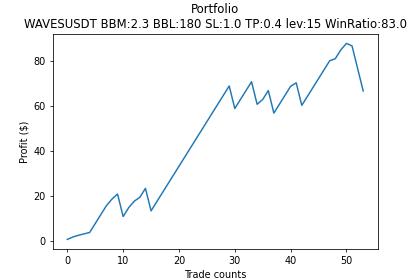 Portfolio
WAVESUSDT BBM:2.3 BBL:180 SL:1.0 TP:0.4 lev:15 WinRatio:83.0
Profit ($)
80
60
40
20
0
0 10 20 30 40 50
Trade counts